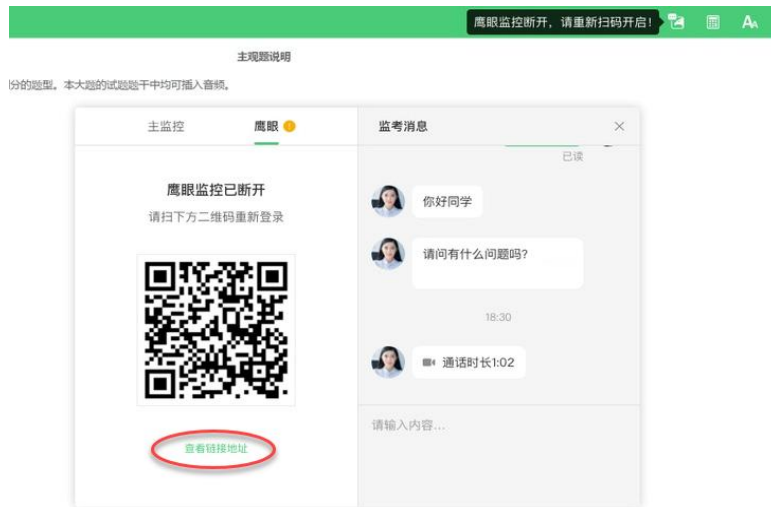 鹰眼监控断开，请重新扫码开启！
AA
主观题说明
分的题型。本大题的试题题干中均可插入音频。
主监控
鹰眼
鹰眼监控已断开
请扫下方二维码重新登录
查看链接地址
监考消息
已读
你好同学
请问有什么问题吗?
18:30
通话时长1:02
请输入内容...